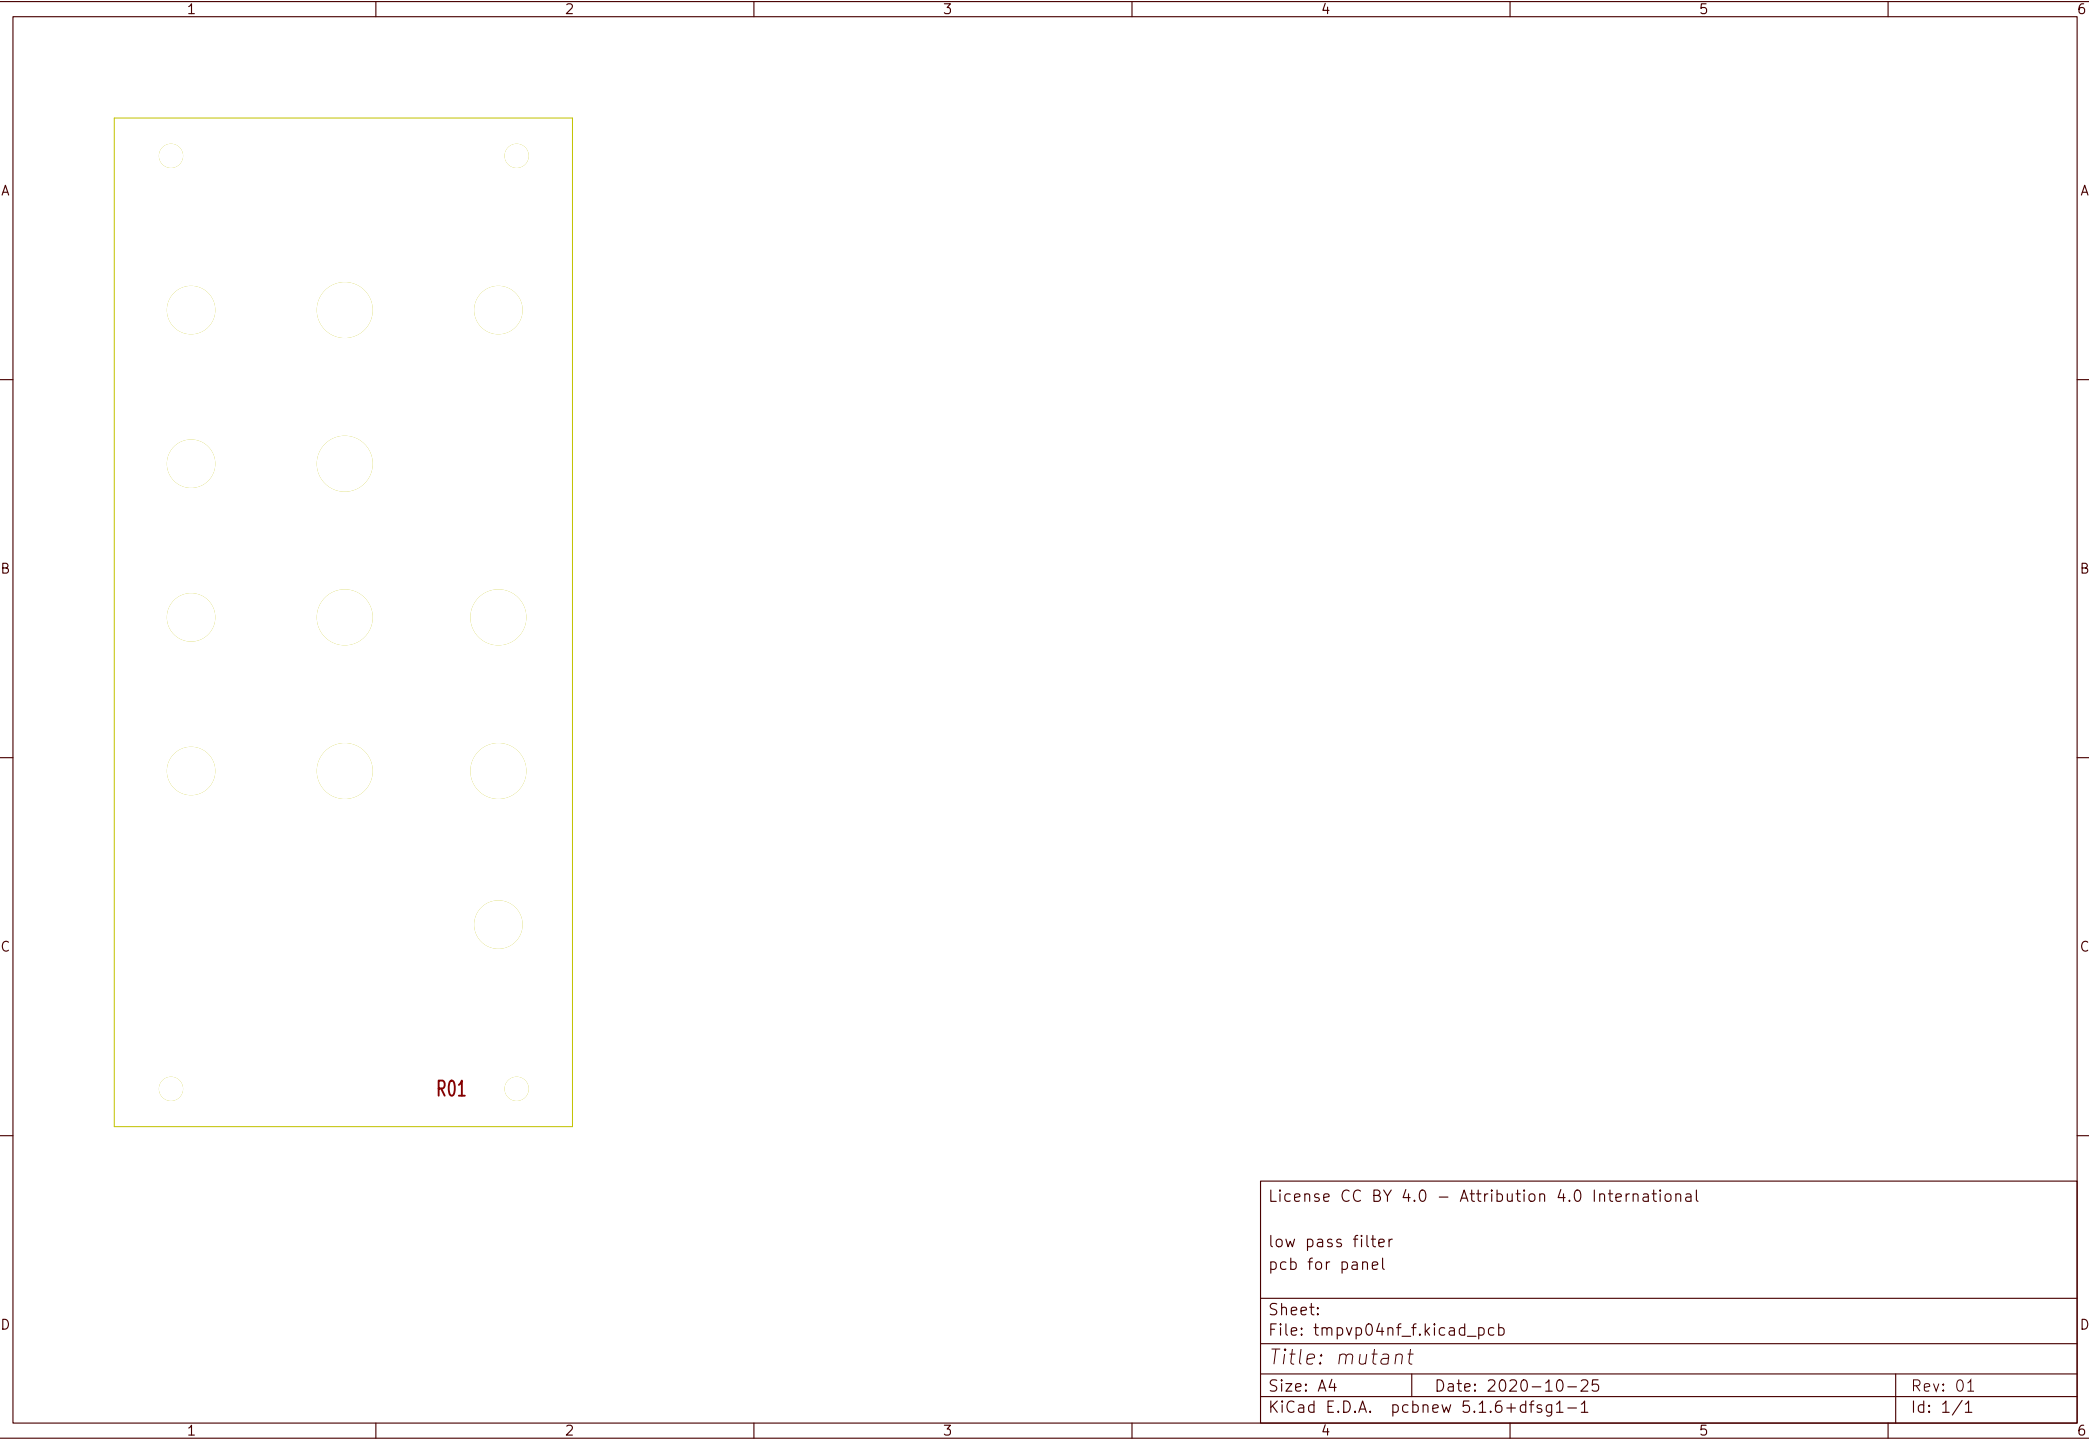 1 2 3 4 5 6
A A
B B
C C
R01
License CC BY 4.0 - Attribution 4.0 International
low pass filter
pcb for panel
Sheet:
File: tmpvp04nf_f.kicad_pcb
D D
Title: mutant
Size: A4 Date: 2020-10-25 Rev: 01
KiCad E.D.A. pcbnew 5.1.6+dfsg1-1 Id: 1/1
1 2 3 4 5 6